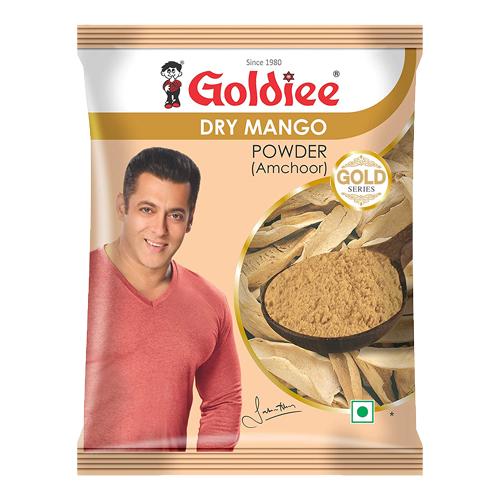 Since 1980
Goldiee®
DRY MANGO
POWDER
(Amchoor)
GOLD
SERIES
*